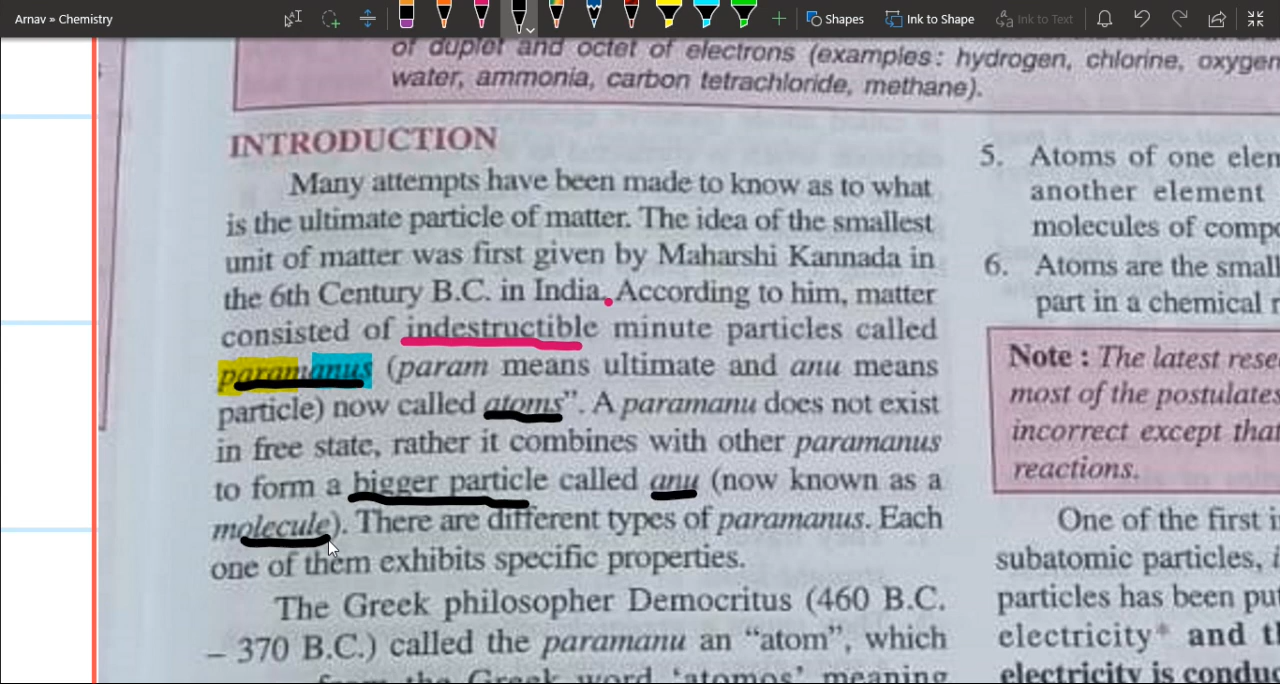 Arnav » Chemistry
Shapes
Ink to Shape
Ink to Text
of duplet and octet of electrons (examples: hydrogen, chlorine, oxygen
water, ammonia, carbon tetrachloride, methane).
INTRODUCTION
Many attempts have been made to know as to what
is the ultimate particle of matter. The idea of the smallest
unit of matter was first given by Maharshi Kannada in
the 6th Century B.C. in India. According to him, matter
consisted of indestructible minute particles called
paramanus (param means ultimate and anu means
particle) now called atoms”. A paramanu does not exist
in free state, rather it combines with other paramanus
to form a bigger particle called anu (now known as a
molecule). There are different types of paramanus. Each
one of them exhibits specific properties.
The Greek philosopher Democritus (460 B.C.
– 370 B.C.) called the paramanu an “atom”, which
from the Greek word ‘atomos’ meaning
5. Atoms of one elem
another element
molecules of compo
6. Atoms are the small
part in a chemical r
Note : The latest rese
most of the postulates
incorrect except that
reactions.
One of the first i
subatomic particles, i
particles has been put
electricity* and th
electricity is conduc